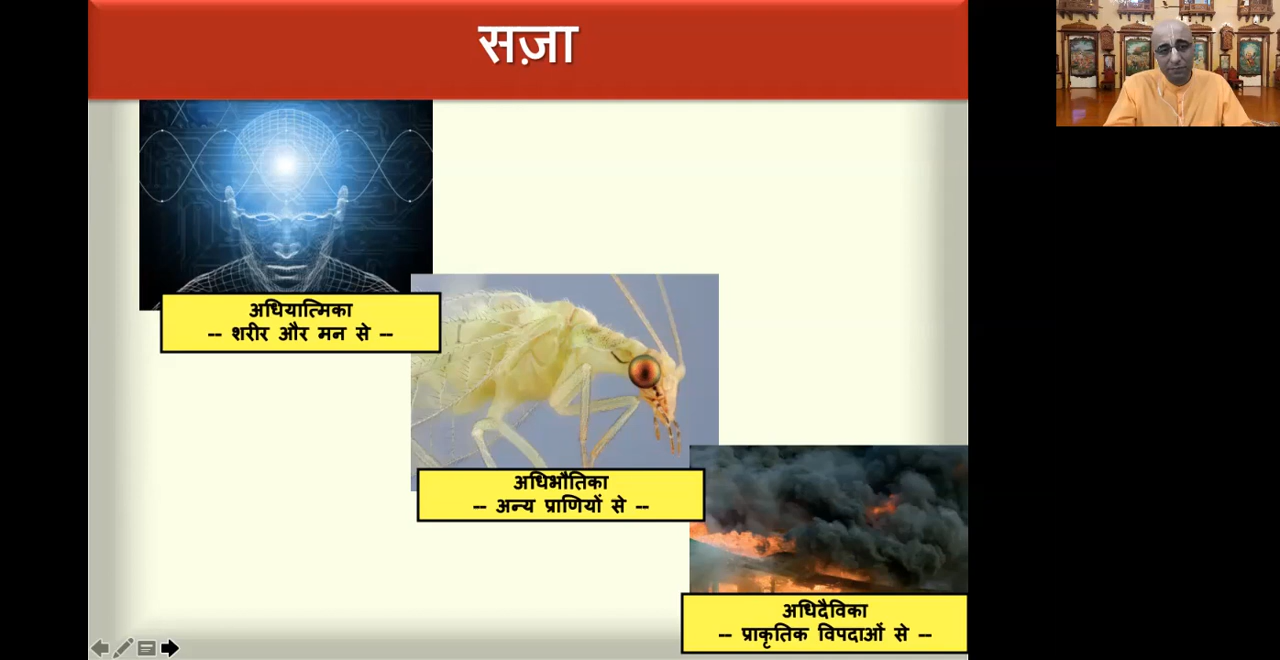 सज़ा
अधियात्मिका
-- शरीर और मन से --
अधिभौतिका
-- अन्य प्राणियों से --
अधिदैविका
-- प्राकृतिक विपदाओं से --